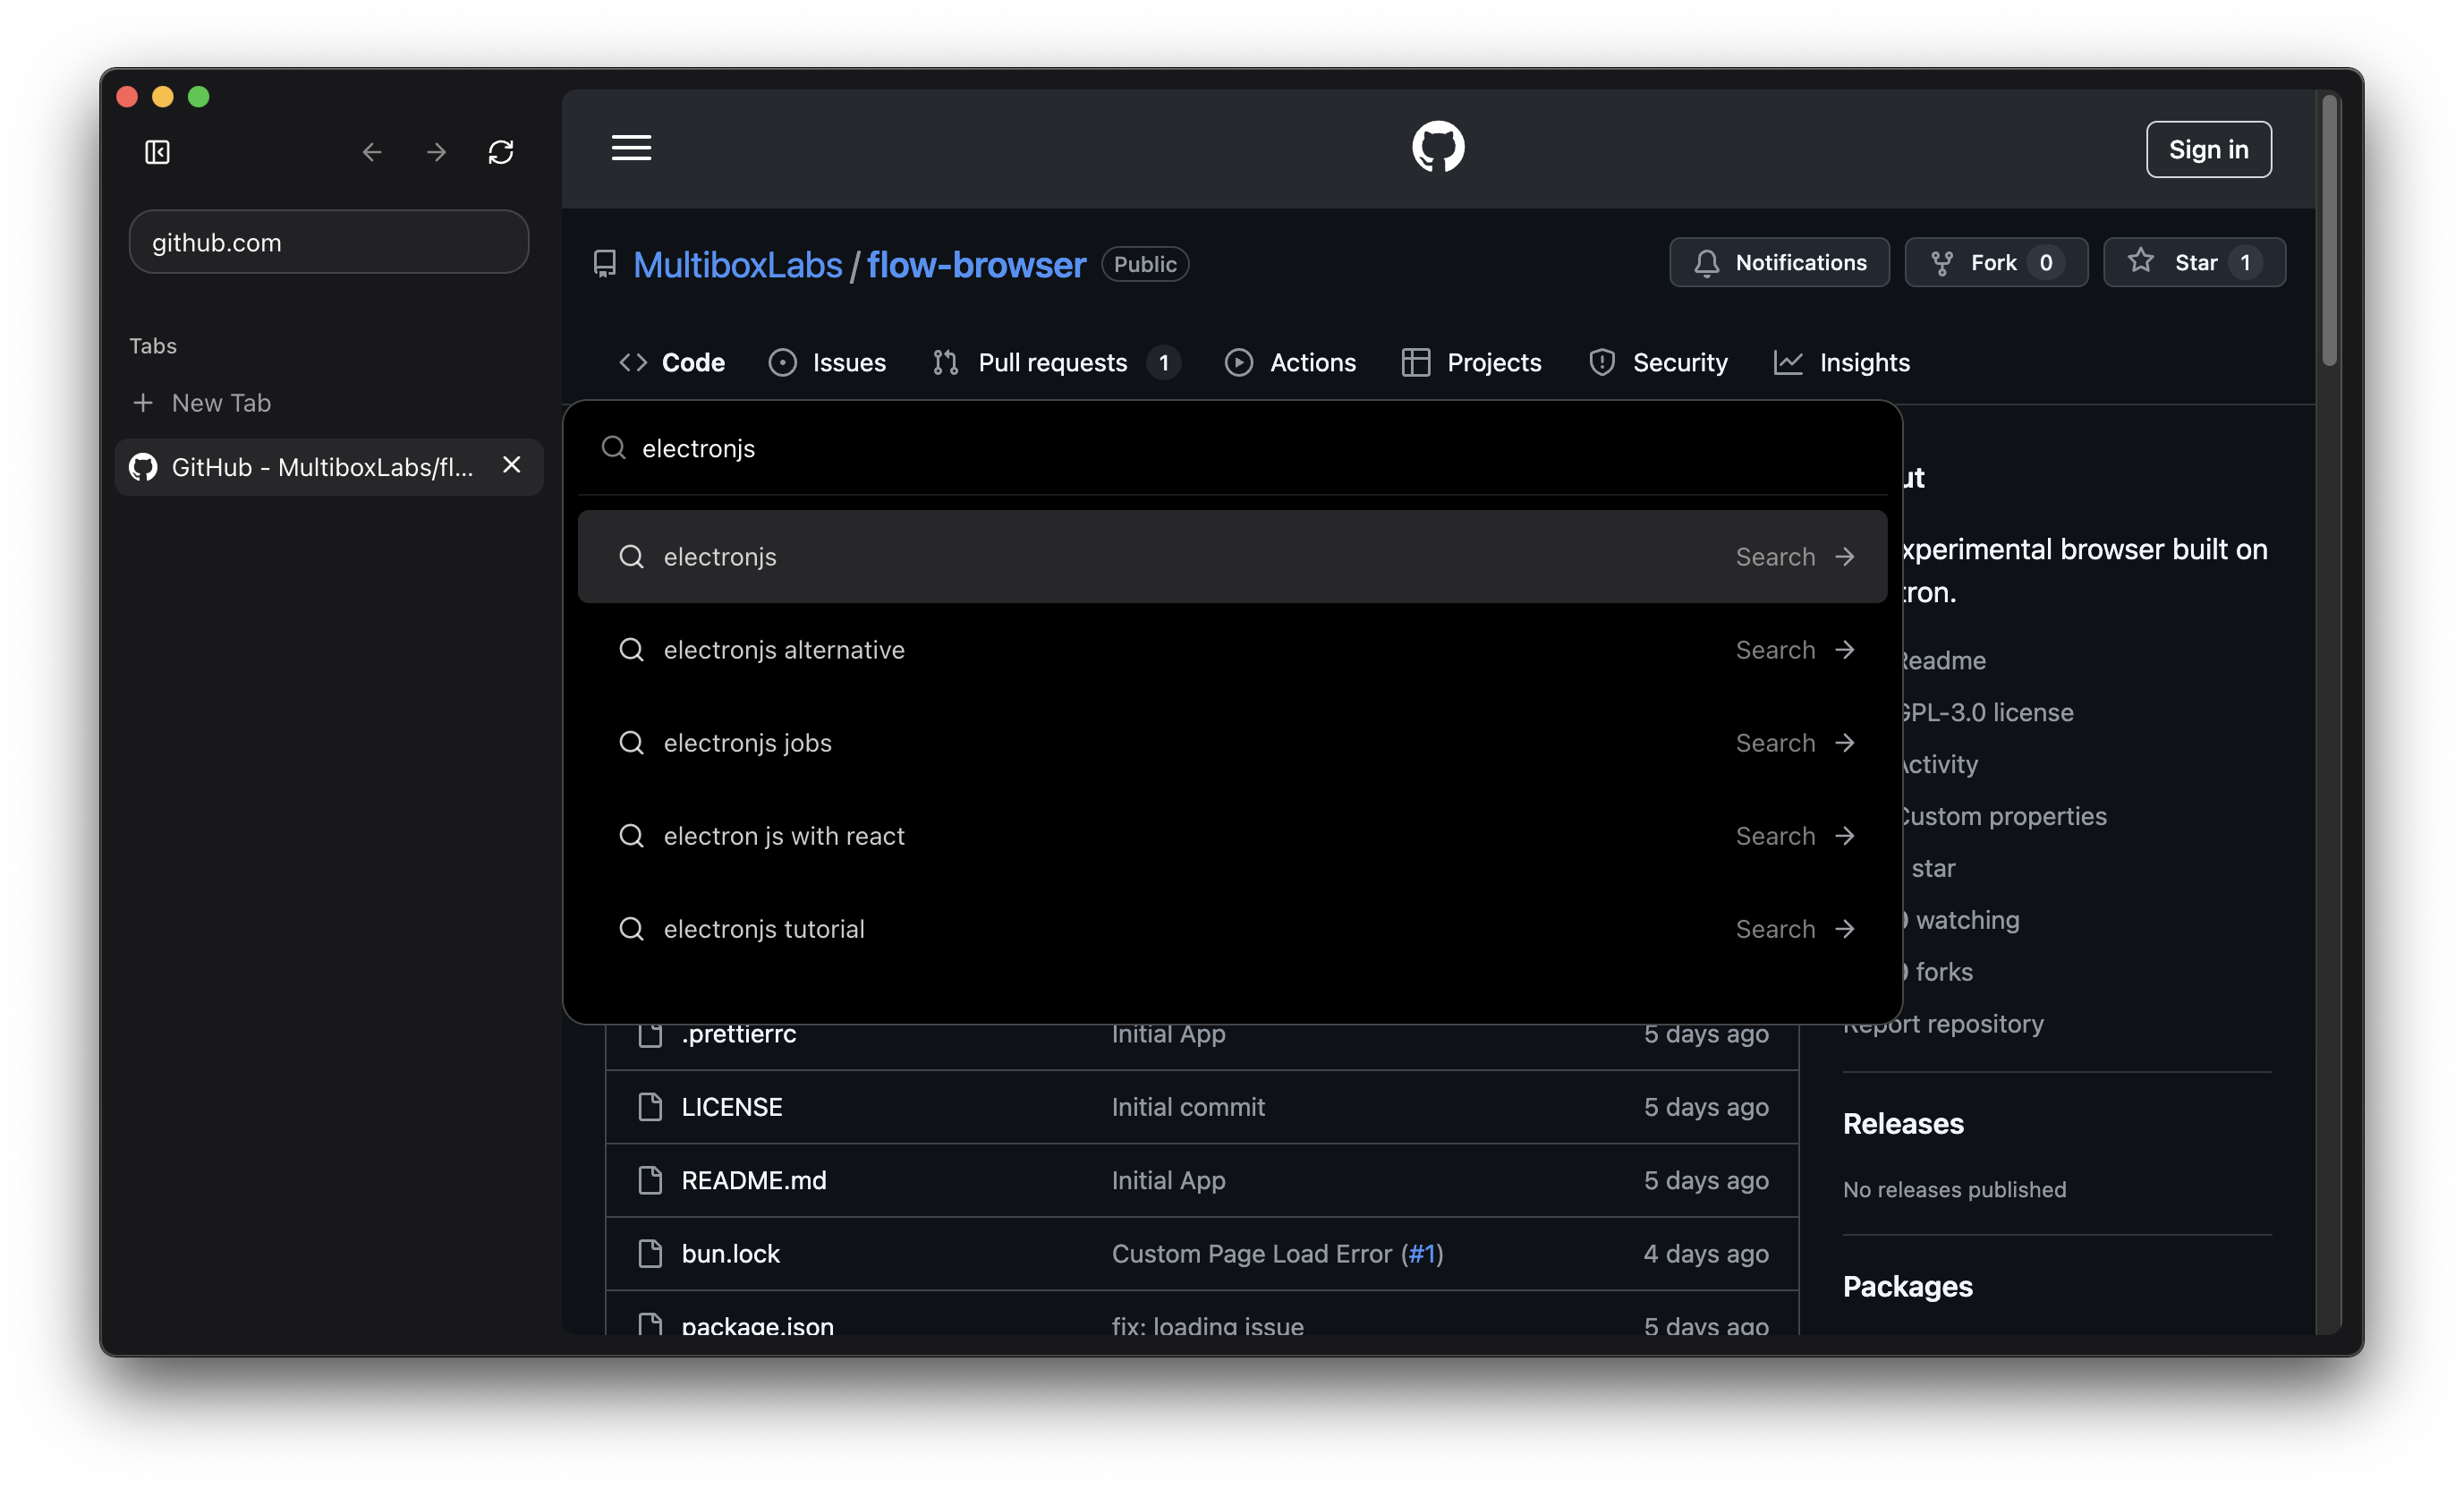 github.com
Tabs
New Tab
GitHub - MultiboxLabs/fl...
Sign in
MultiboxLabs / flow-browser Public
Notifications Fork 0 Star 1
Code Issues Pull requests 1 Actions Projects Security Insights
electronjs
electronjs Search
electronjs alternative Search
electronjs jobs Search
electron js with react Search
electronjs tutorial Search
xperimental browser built on
tron.
Readme
GPL-3.0 license
Activity
Custom properties
star
watching
forks
Report repository
.prettierrc Initial App 5 days ago
LICENSE Initial commit 5 days ago
README.md Initial App 5 days ago
bun.lock Custom Page Load Error (#1) 4 days ago
package.json fix: loading issue 5 days ago
Releases
No releases published
Packages